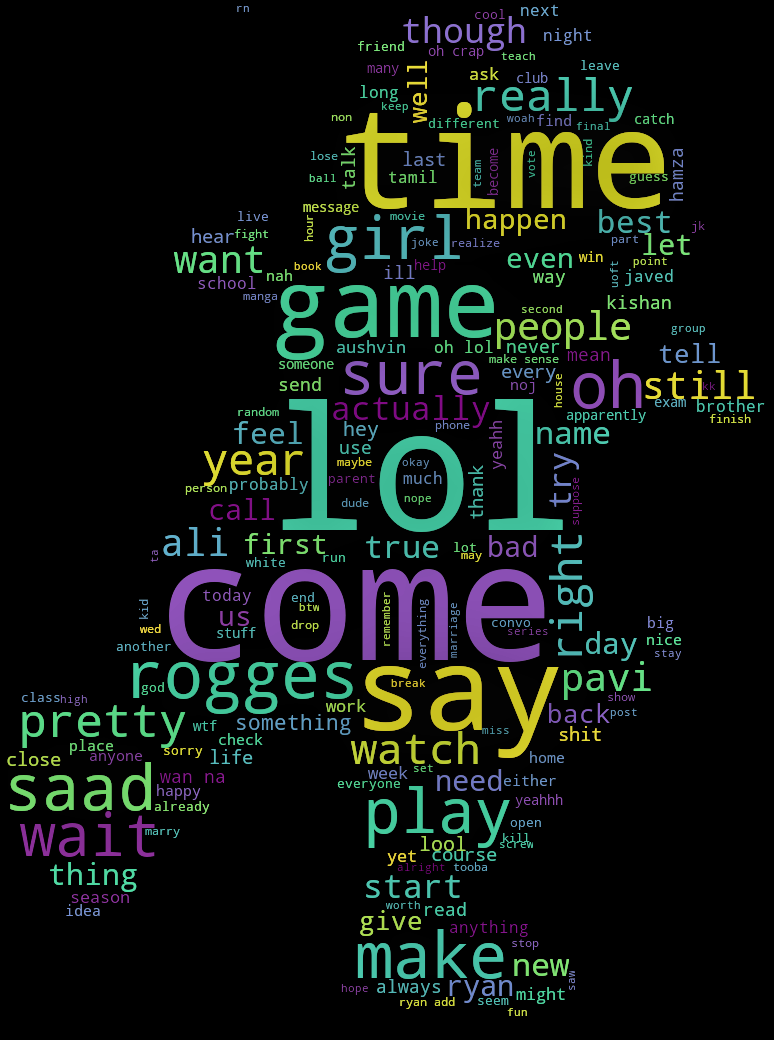 rn
cool
next
though
night
friend
oh crap
teach
many
ask
club
leave
long
well
really
keep
non
different
woah
find
final
catch
time
lose
talk
last
team
become
vote
kind
hamza
ball
tamil
guess
message
live
hour
movie
happen
best
part
jk
hear
fight
girl
joke
realize
let
want
even
win
point
school
nah
book
ill
help
way
uoft
javed
manga
game
second
kishan
people
group
aushvin
oh lol
never
mean
tell
someone
sure
make sense
every
house
oh
still
kk
send
noj
exam
brother
random
actually
apparently
finish
feel
hey
phone
yeahh
name
year
use
maybe
lol
okay
person
probably
parent
much
nope
thank
try
suppose
call
dude
ali
first
true
lot
bad
ta
white
run
may
right
come
kid
today
end
btw
us
remember
everything
marriage
convo
big
wed
stuff
drop
series
day
nice
another
stay
rogges
say
pavi
god
break
class
high
work
show
pretty
wtf
something
back
post
miss
place
check
watch
shit
close
anyone
sorry
life
home
saad
wan na
week
set
need
either
happy
everyone
already
play
yeahhh
wait
marry
open
lool
kill
screw
yet
course
thing
alright
tooba
start
season
worth
read
idea
give
anything
make
stop
new
saw
hope
always
ryan
might
ryan add
seem
fun